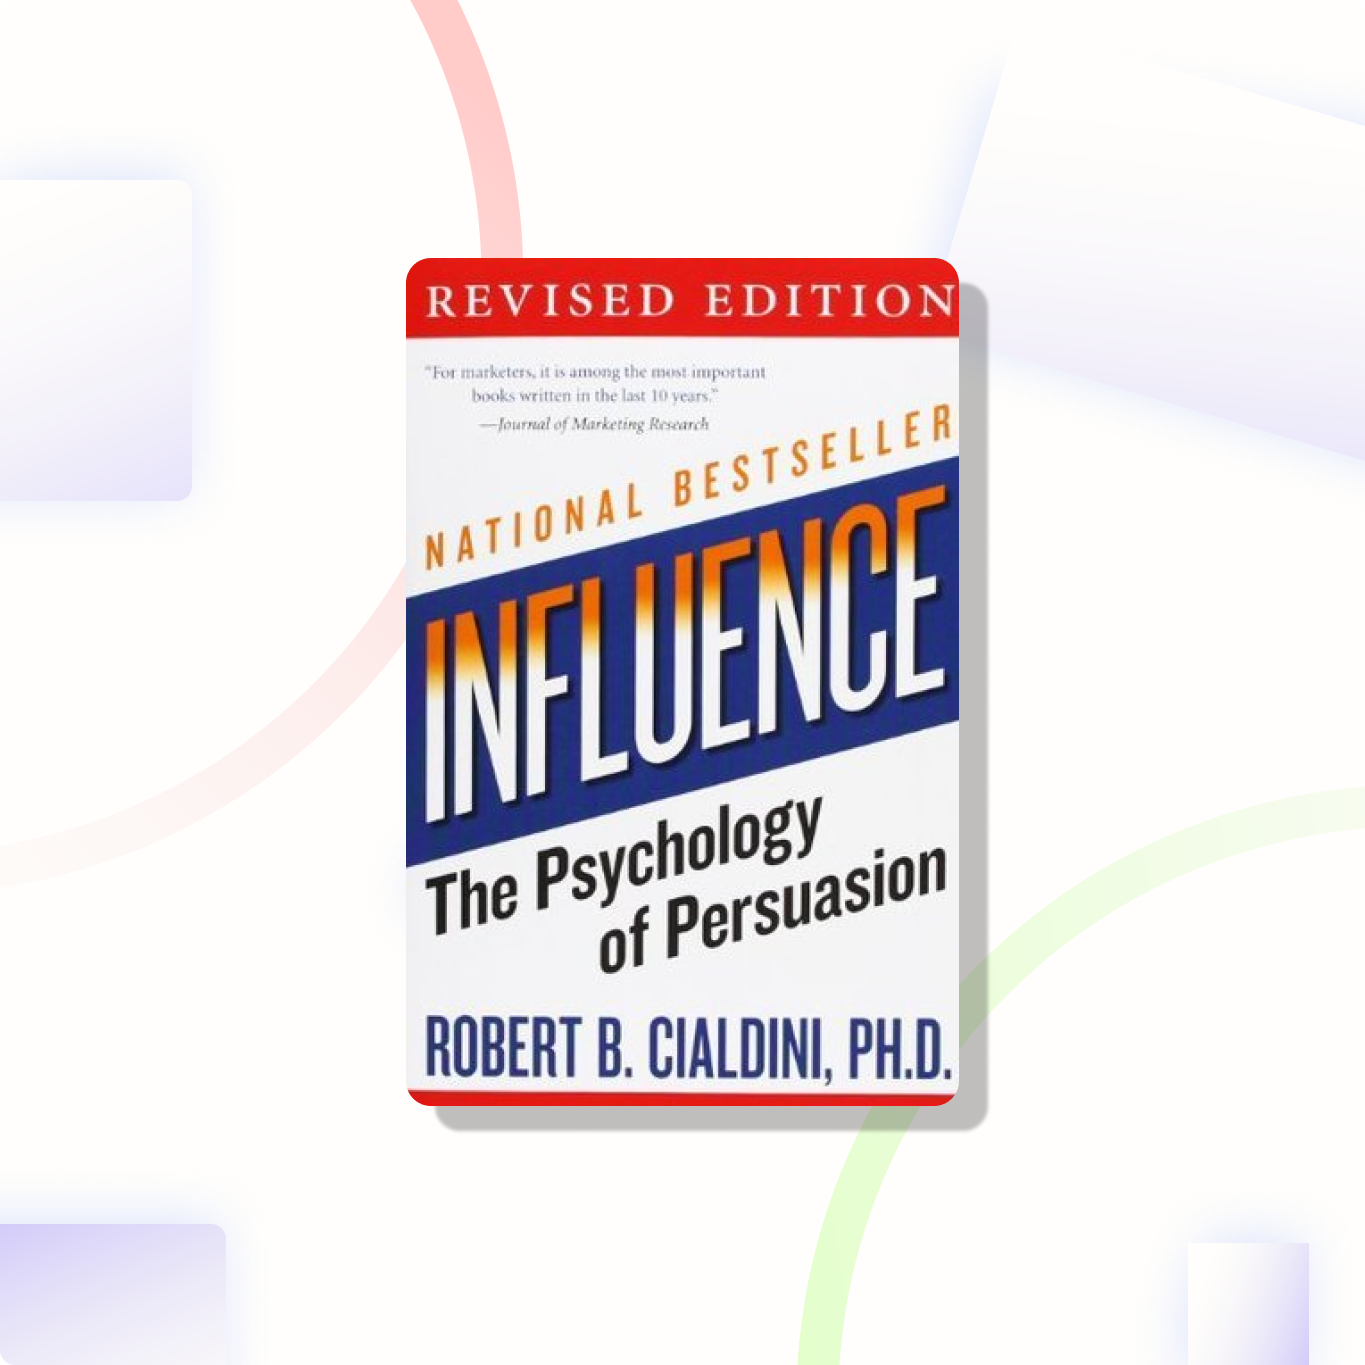 REVISED EDITION
“For marketers, it is among the most important
books written in the last 10 years.”
—Journal of Marketing Research
NATIONAL BESTSELLER
INFLUENCE
The Psychology
of Persuasion
ROBERT B. CIALDINI, PH.D.